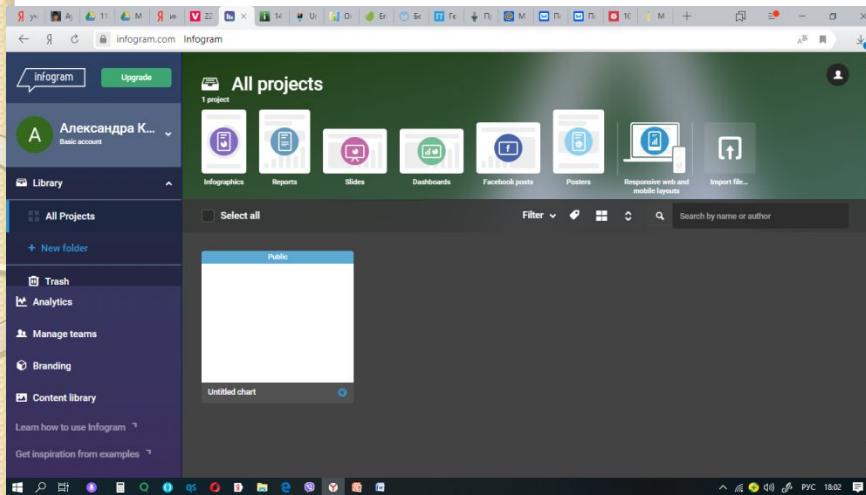 infogram.com Infogram
infogram
Upgrade
A
Александра К...
Basic account
Library
All Projects
+ New folder
Trash
Analytics
Manage teams
Branding
Content library
Learn how to use Infogram
Get inspiration from examples
All projects
1 project
Infographics
Reports
Slides
Dashboards
Facebook posts
Posters
Responsive web and
mobile layouts
Import file...
Select all
Filter
Search by name or author
Public
Untitled chart
РУС 18:02